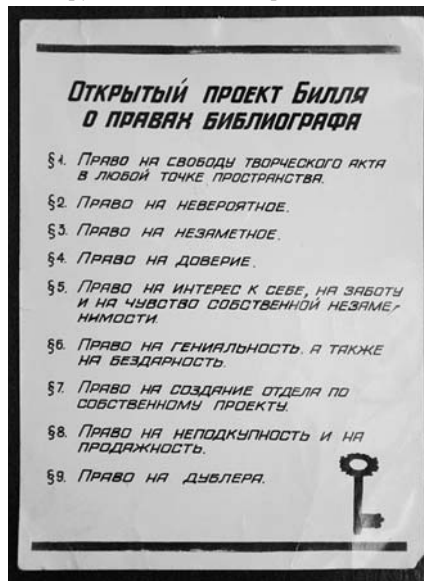 Открытый проект Билля
о правах библиографа
§1. Право на свободу творческого акта
в любой точке пространства.
§2. Право на невероятное.
§3. Право на незаметное.
§4. Право на доверие.
§5. Право на интерес к себе, на заботу
и на чувство собственной незаме-
нимости.
§6. Право на гениальность. а также
на бездарность.
§7. Право на создание отдела по
собственному проекту.
§8. Право на неподкупность и на
продажность.
§9. Право на дублера.